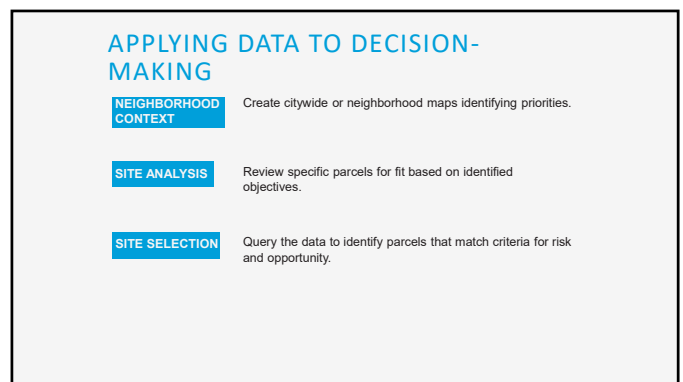 APPLYING DATA TO DECISION-
MAKING
NEIGHBORHOOD
CONTEXT
Create citywide or neighborhood maps identifying priorities.
SITE ANALYSIS
Review specific parcels for fit based on identified
objectives.
SITE SELECTION
Query the data to identify parcels that match criteria for risk
and opportunity.